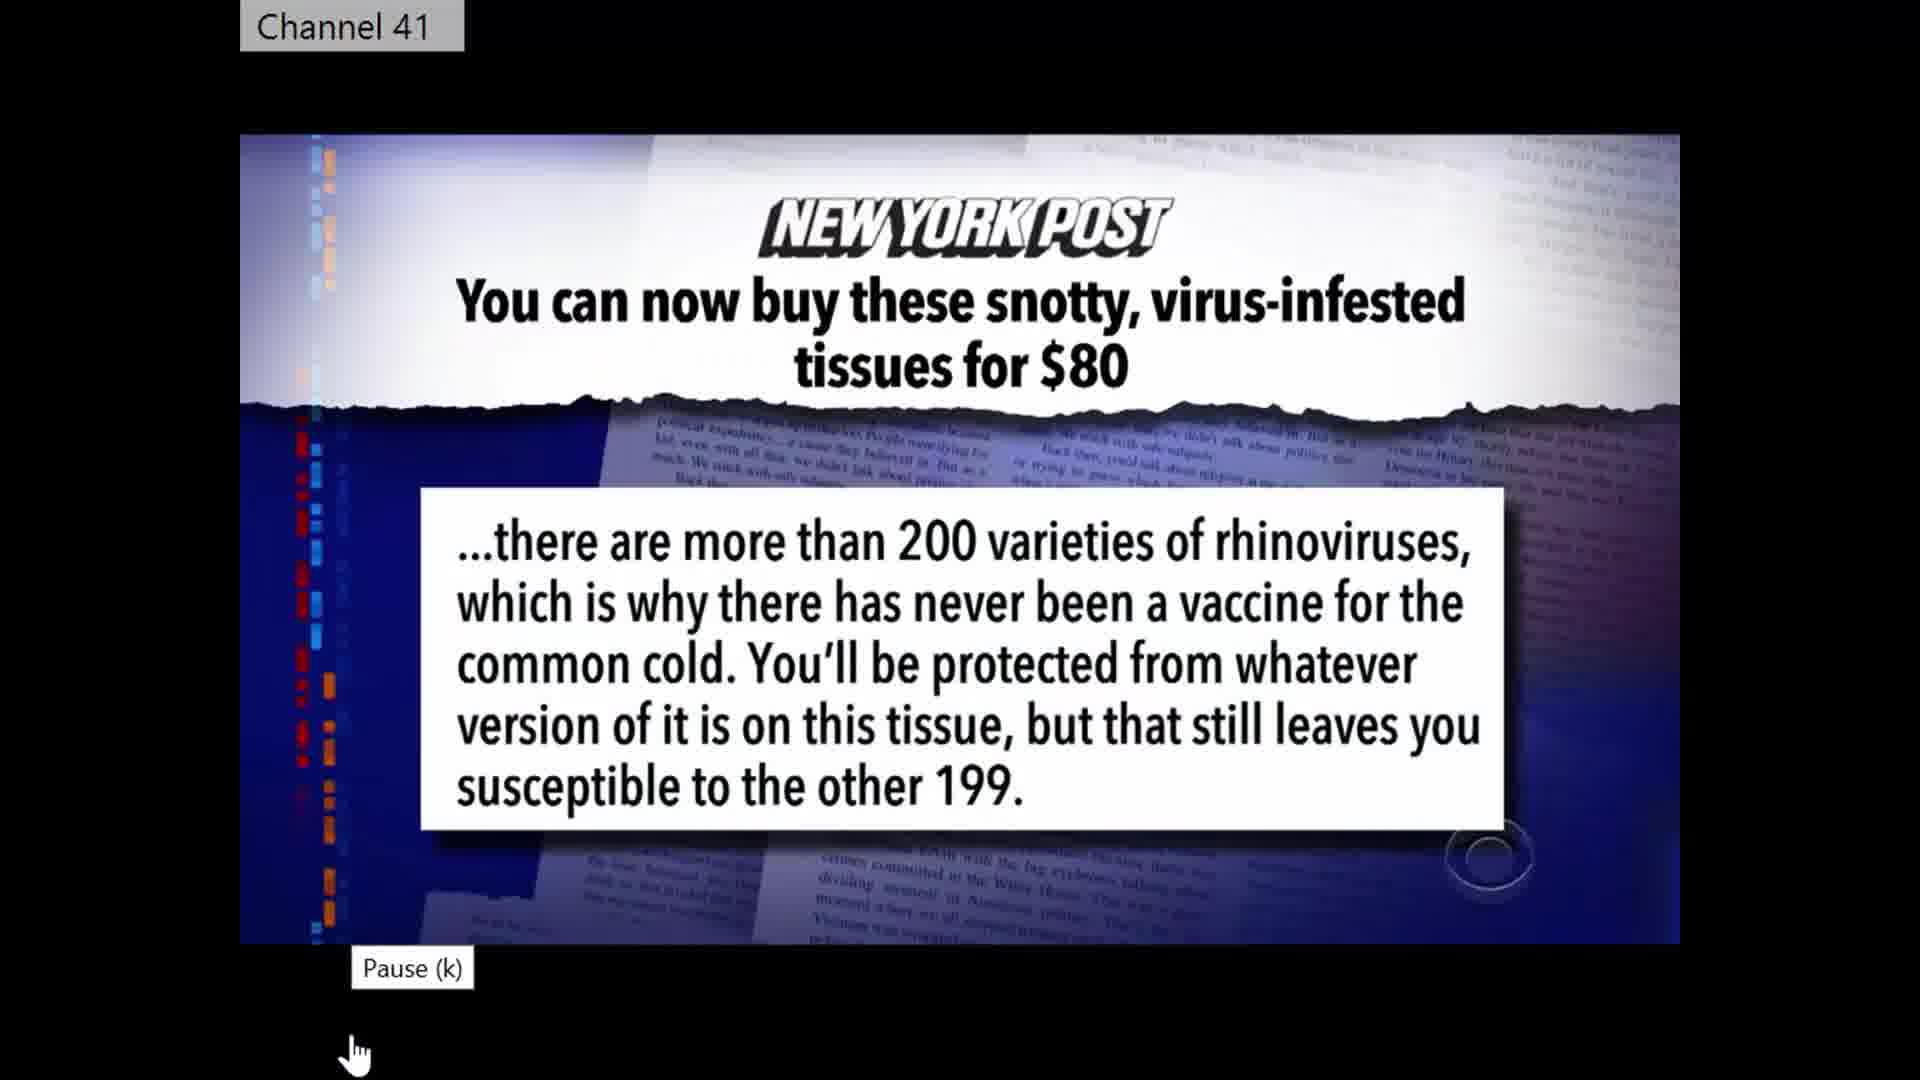 Channel 41
NEW YORK POST
You can now buy these snotty, virus-infested
tissues for $80
...there are more than 200 varieties of rhinoviruses,
which is why there has never been a vaccine for the
common cold. You'll be protected from whatever
version of it is on this tissue, but that still leaves you
susceptible to the other 199.
Pause (k)